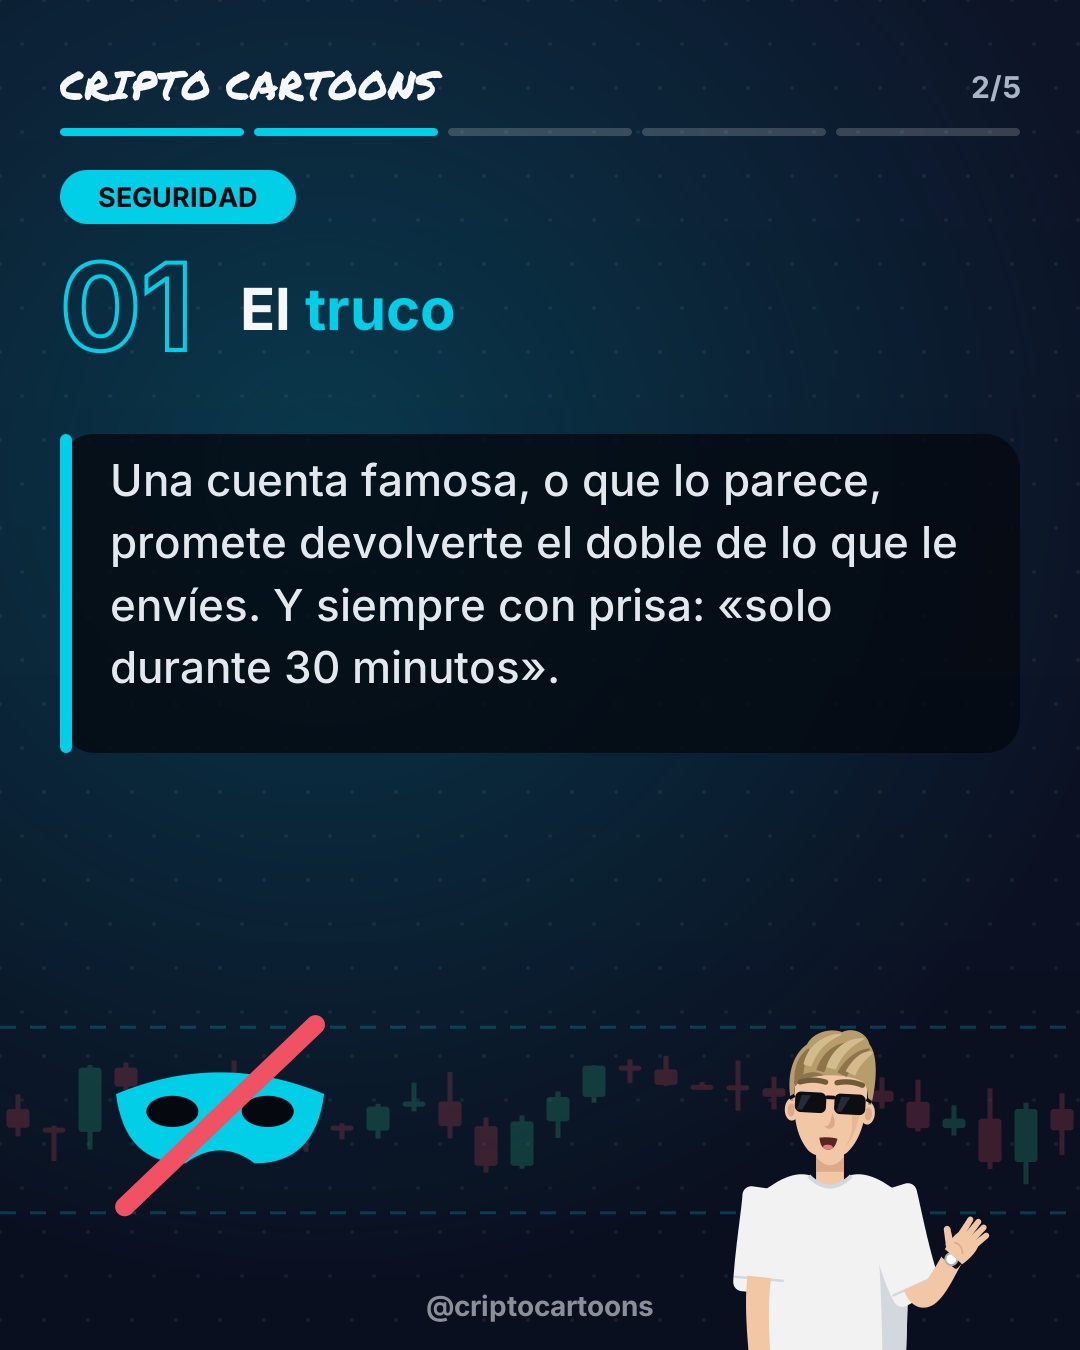 CRIPTO CARTOONS
2/5
SEGURIDAD
01
El truco
Una cuenta famosa, o que lo parece,
promete devolverte el doble de lo que le
envíes. Y siempre con prisa: «solo
durante 30 minutos».
@criptocartoons